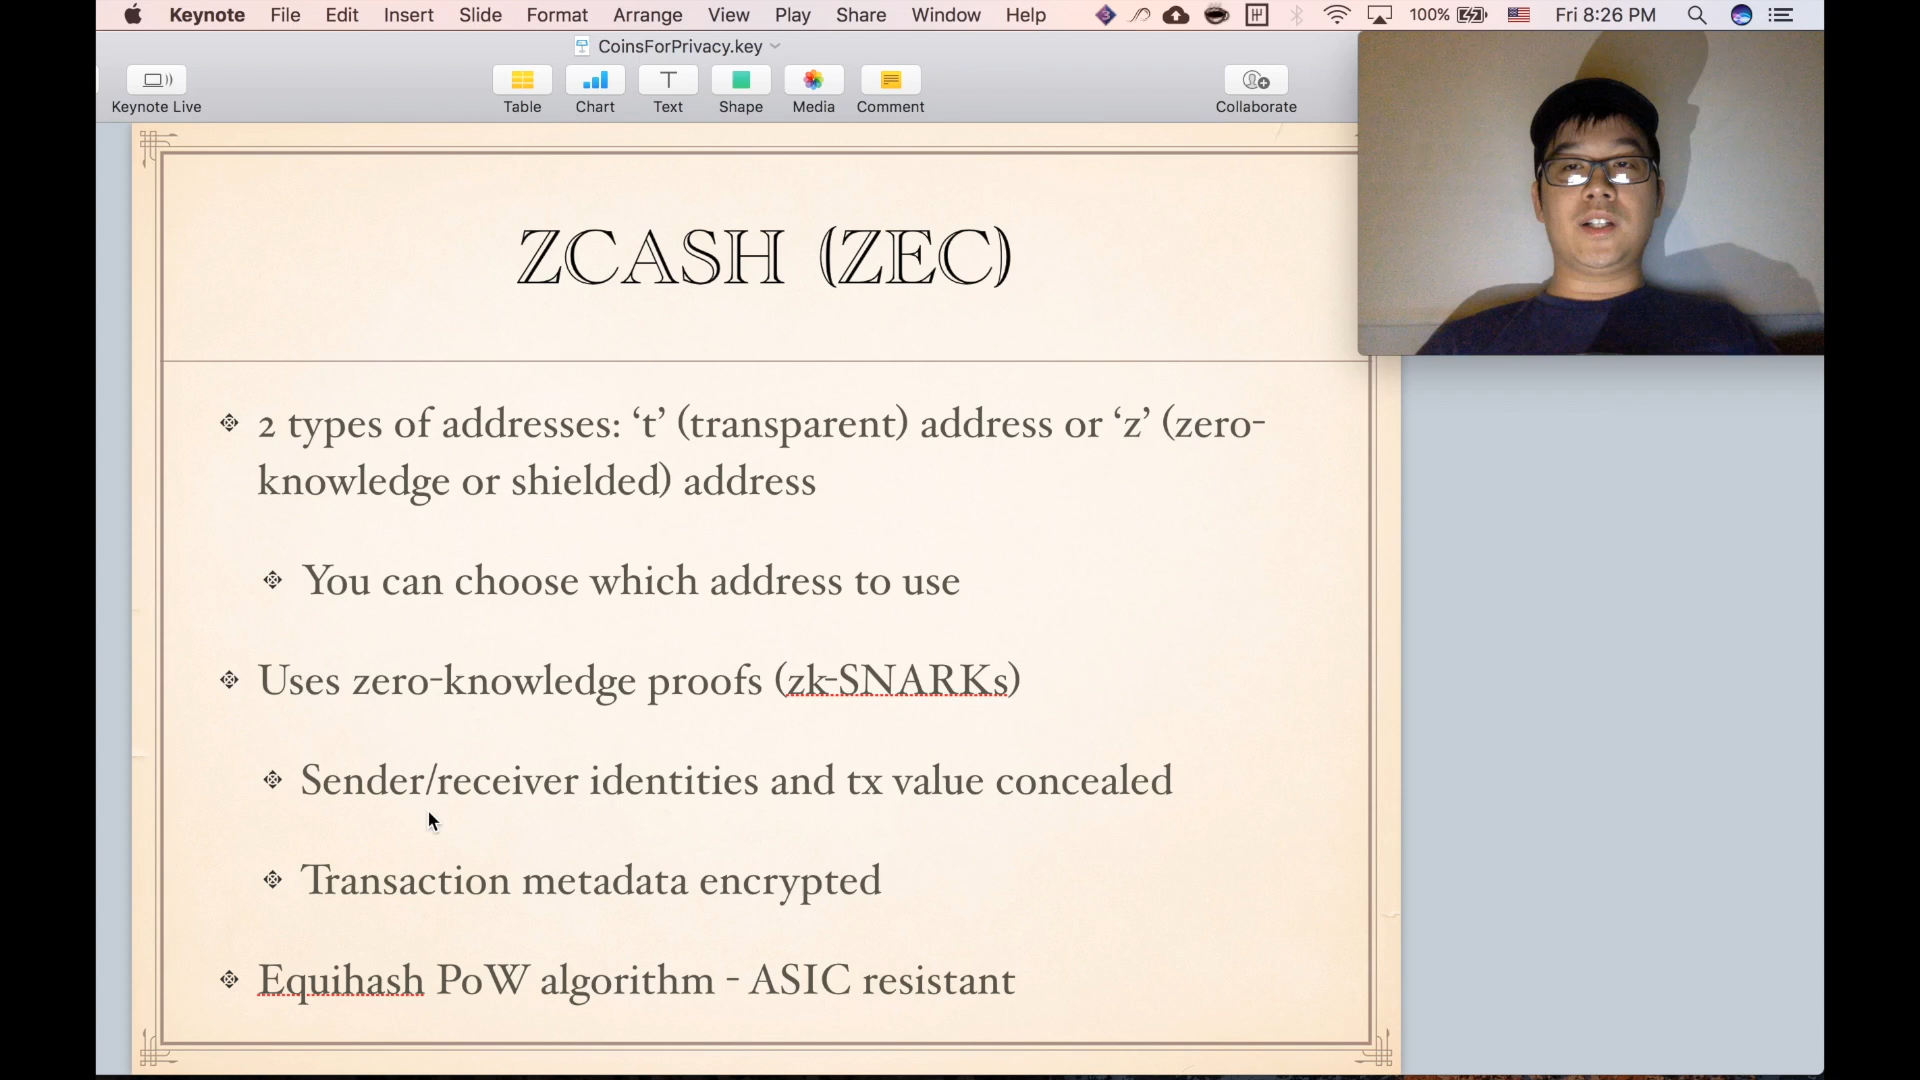 Keynote File Edit Insert Slide Format Arrange View Play Share Window Help 3 100% Fri 8:26 PM
CoinsForPrivacy.key
Keynote Live Table Chart Text Shape Media Comment Collaborate
ZCASH (ZEC)
2 types of addresses: ‘t’ (transparent) address or ‘z’ (zero-
knowledge or shielded) address
You can choose which address to use
Uses zero-knowledge proofs (zk-SNARKs)
Sender/receiver identities and tx value concealed
Transaction metadata encrypted
Equihash PoW algorithm - ASIC resistant